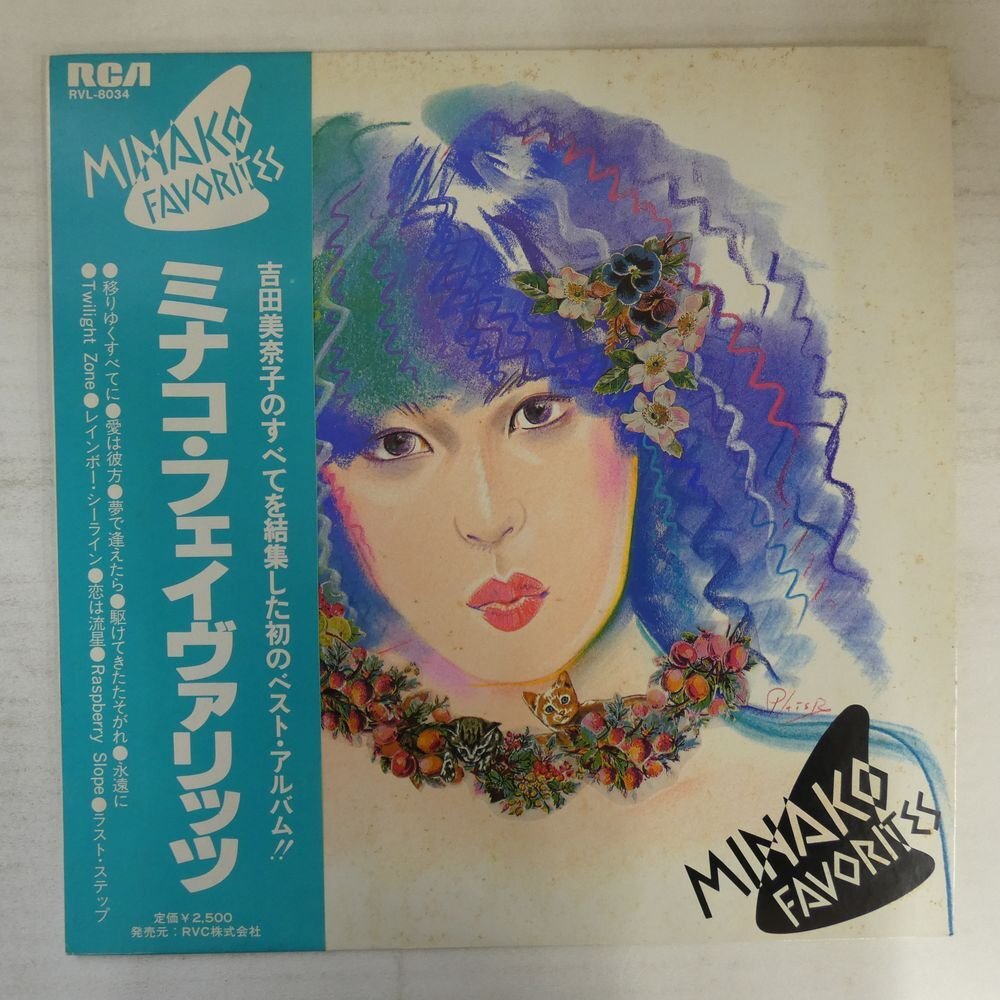 RCA
RVL-8034
MINAKO
FAVORITES
吉田美奈子のすべてを結集した初のベスト・アルバム!!
ミナコ・フェイヴァリッツ
●移りゆくすべてに●愛は彼方●夢で逢えたら●駆けてきたたそがれ●永遠に
●Twilight Zone●レインボー・シーライン●恋は流星●Raspberry Slope●ラスト・ステップ
定価￥2,500
発売元：RVC株式会社
MINAKO
FAVORITES